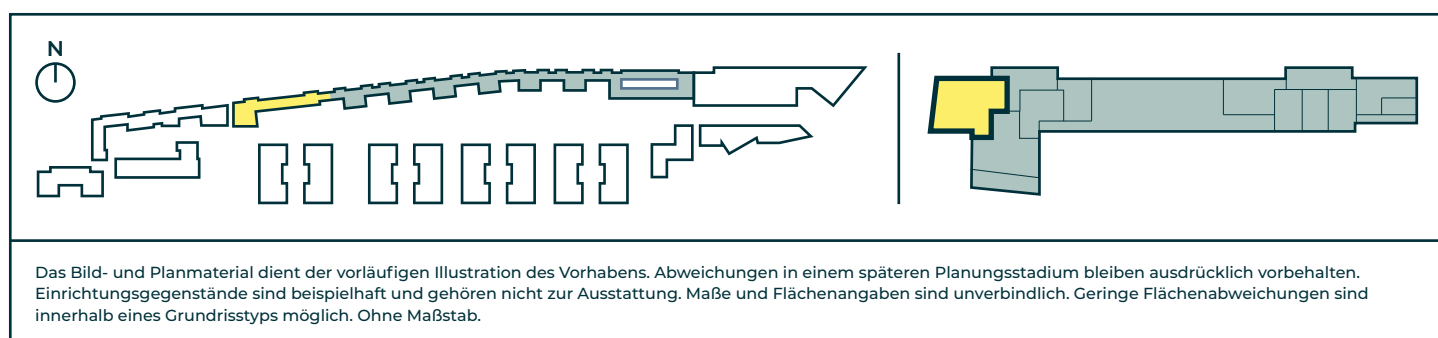 N
Das Bild- und Planmaterial dient der vorläufigen Illustration des Vorhabens. Abweichungen in einem späteren Planungsstadium bleiben ausdrücklich vorbehalten.
Einrichtungsgegenstände sind beispielhaft und gehören nicht zur Ausstattung. Maße und Flächenangaben sind unverbindlich. Geringe Flächenabweichungen sind
innerhalb eines Grundrisstyps möglich. Ohne Maßstab.